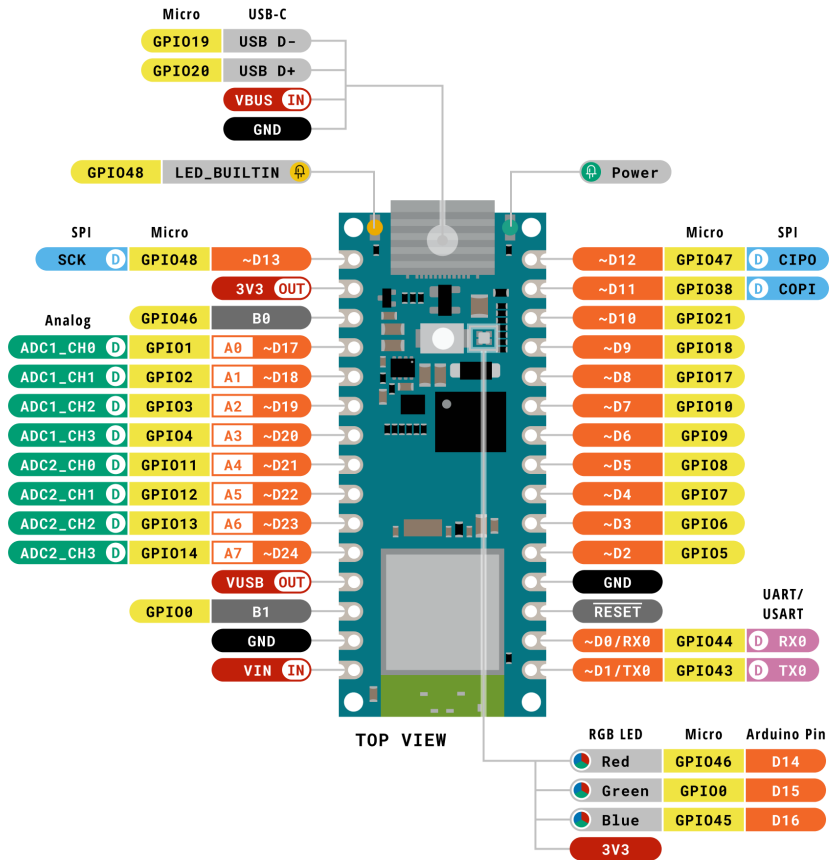 Micro USB-C
GPIO19 USB D-
GPIO20 USB D+
VBUS IN
GND
GPIO48 LED_BUILTIN
Power
SPI Micro
SCK D GPIO48 ~D13
3V3 OUT
GPIO46 B0
Analog
ADC1_CH0 D GPIO1 A0 ~D17
ADC1_CH1 D GPIO2 A1 ~D18
ADC1_CH2 D GPIO3 A2 ~D19
ADC1_CH3 D GPIO4 A3 ~D20
ADC2_CH0 D GPIO11 A4 ~D21
ADC2_CH1 D GPIO12 A5 ~D22
ADC2_CH2 D GPIO13 A6 ~D23
ADC2_CH3 D GPIO14 A7 ~D24
VUSB OUT
GPIO0 B1
GND
VIN IN
Micro SPI
~D12 GPIO47 D CIPO
~D11 GPIO38 D COPI
~D10 GPIO21
~D9 GPIO18
~D8 GPIO17
~D7 GPIO10
~D6 GPIO9
~D5 GPIO8
~D4 GPIO7
~D3 GPIO6
~D2 GPIO5
GND
RESET
UART/
USART
~D0/RX0 GPIO44 D RX0
~D1/TX0 GPIO43 D TX0
TOP VIEW
RGB LED Micro Arduino Pin
Red GPIO46 D14
Green GPIO0 D15
Blue GPIO45 D16
3V3